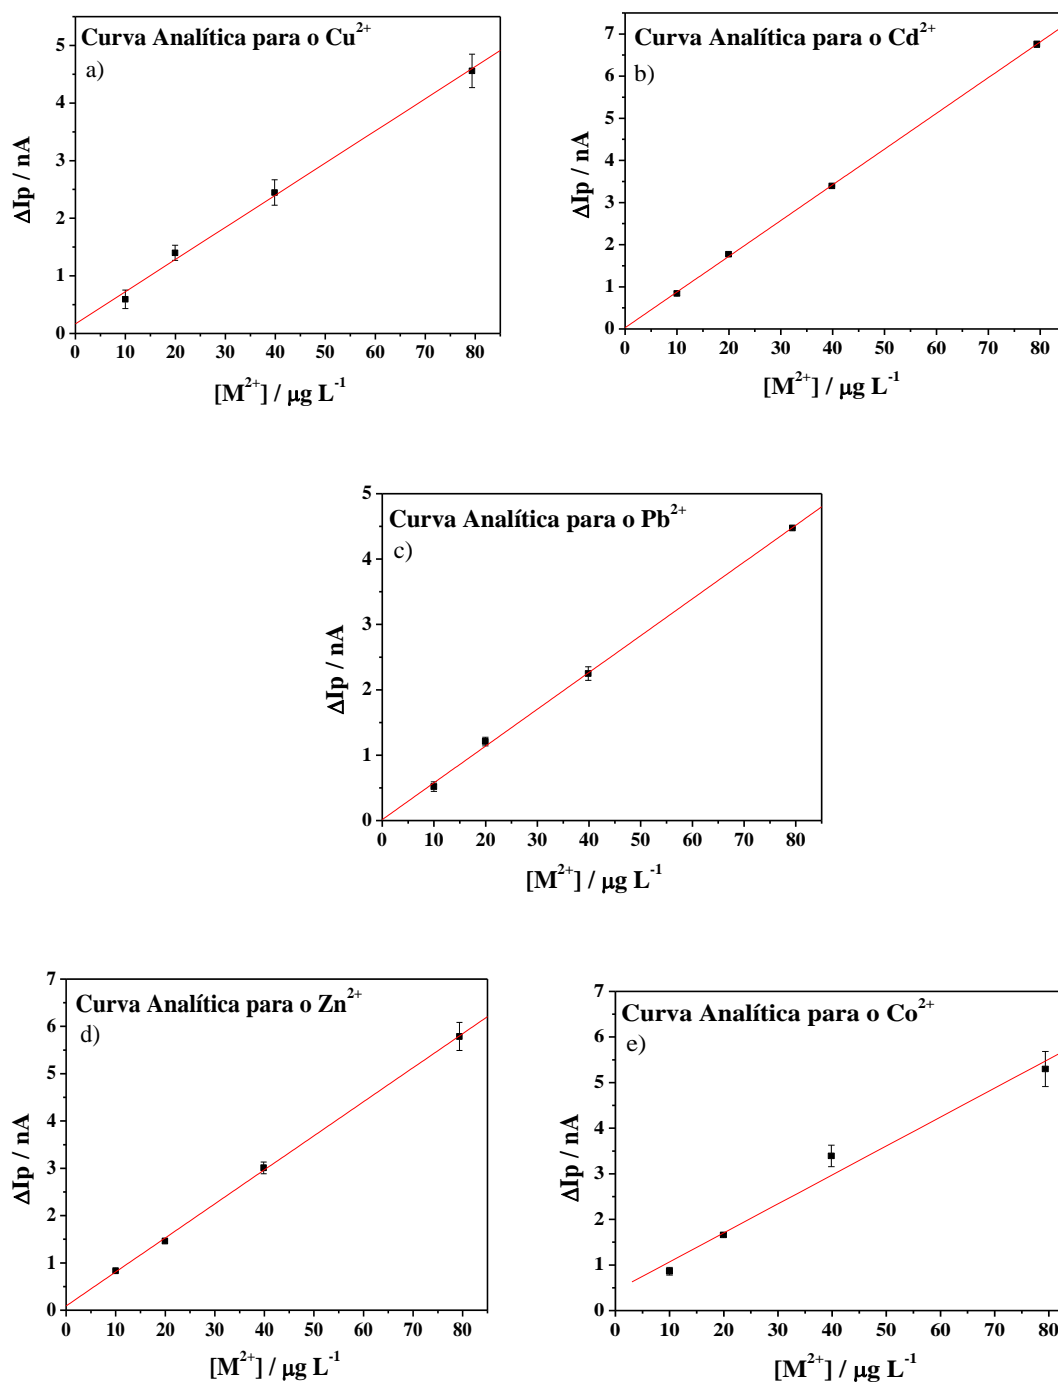 Curva Analítica para o Cu²⁺
a)
5
4
3
2
1
0
ΔIp / nA
0 10 20 30 40 50 60 70 80
[M²⁺] / μg L⁻¹
Curva Analítica para o Cd²⁺
b)
7
6
5
4
3
2
1
0
ΔIp / nA
0 10 20 30 40 50 60 70 80
[M²⁺] / μg L⁻¹
Curva Analítica para o Pb²⁺
c)
5
4
3
2
1
0
ΔIp / nA
0 10 20 30 40 50 60 70 80
[M²⁺] / μg L⁻¹
Curva Analítica para o Zn²⁺
d)
7
6
5
4
3
2
1
0
ΔIp / nA
0 10 20 30 40 50 60 70 80
[M²⁺] / μg L⁻¹
Curva Analítica para o Co²⁺
e)
7
6
5
4
3
2
1
0
ΔIp / nA
0 10 20 30 40 50 60 70 80
[M²⁺] / μg L⁻¹